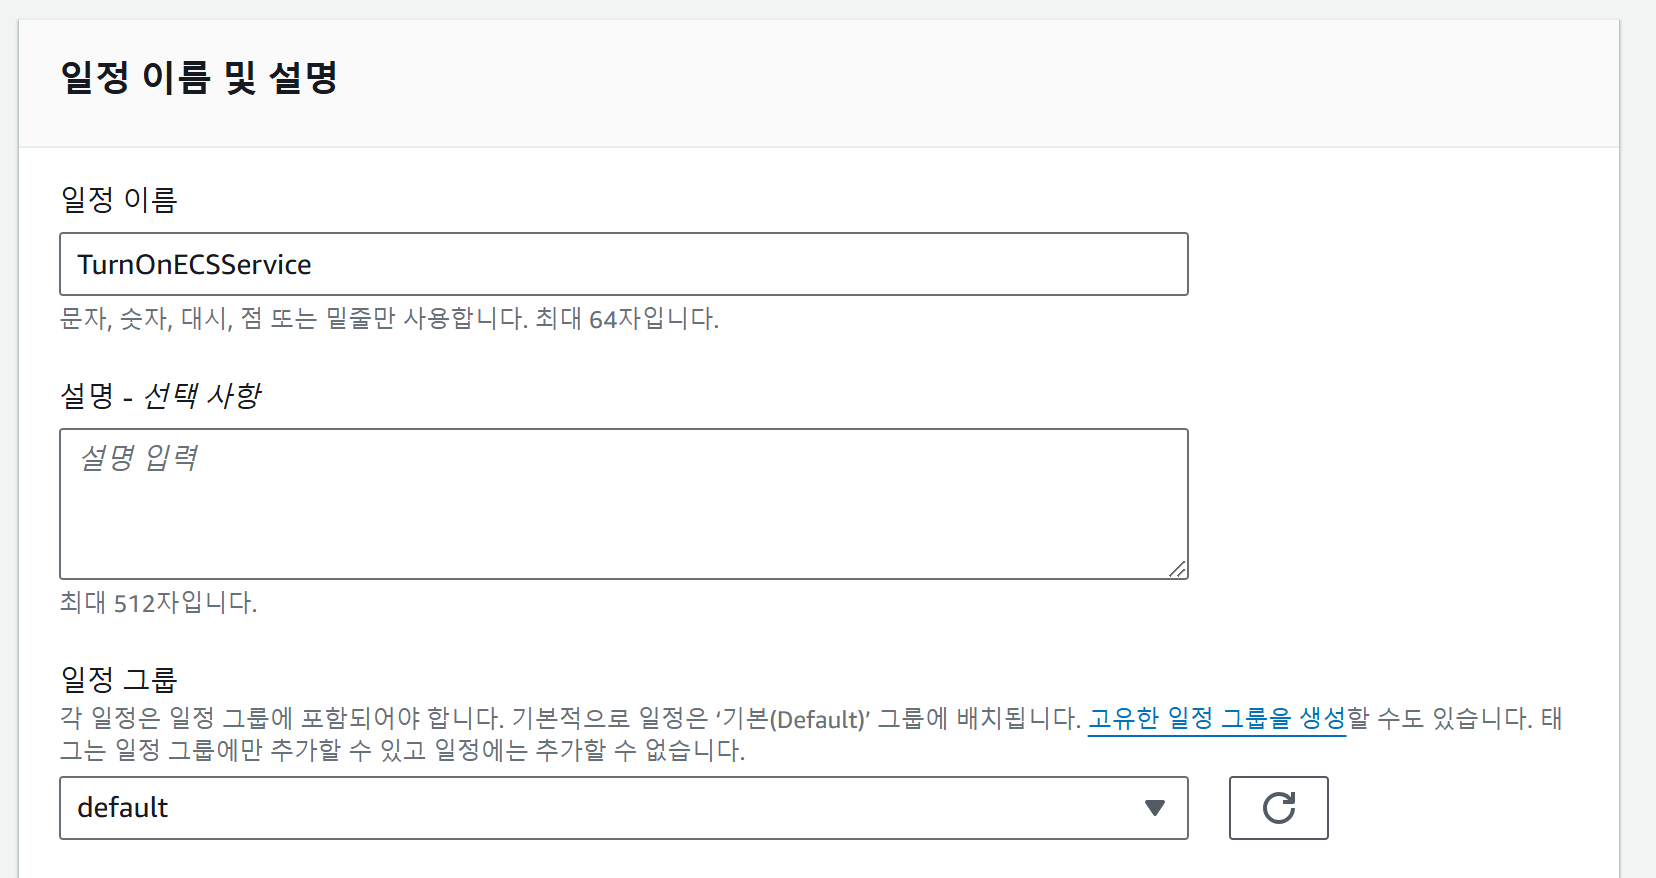 일정 이름 및 설명
일정 이름
TurnOnECSService
문자, 숫자, 대시, 점 또는 밑줄만 사용합니다. 최대 64자입니다.
설명 - 선택 사항
설명 입력
최대 512자입니다.
일정 그룹
각 일정은 일정 그룹에 포함되어야 합니다. 기본적으로 일정은 ‘기본(Default)’ 그룹에 배치됩니다. 고유한 일정 그룹을 생성할 수도 있습니다. 태
그는 일정 그룹에만 추가할 수 있고 일정에는 추가할 수 없습니다.
default